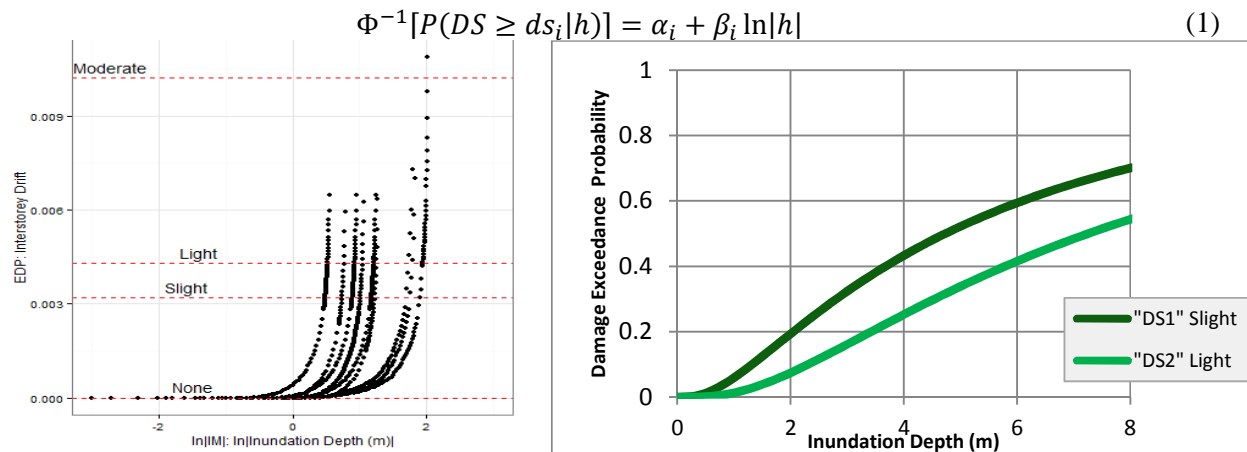 Φ⁻¹[P(DS ≥ dsᵢ|h)] = αᵢ + βᵢ ln|h| (1)
Moderate
0.009
0.006
Light
Slight
0.003
None
0.000
-2 0 2
ln|IM|: ln|Inundation Depth (m)|
EDP: Interstorey Drift
1
0.8
0.6
0.4
0.2
0
0 2 4 6 8
Inundation Depth (m)
Damage Exceedance Probability
"DS1" Slight
"DS2" Light